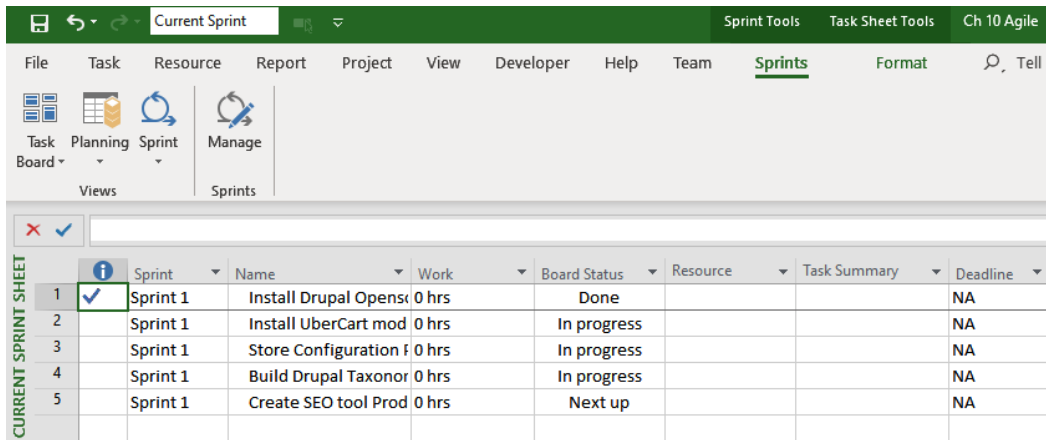 Current Sprint Sprint Tools Task Sheet Tools Ch 10 Agile
File Task Resource Report Project View Developer Help Team Sprints Format Tell
Task Board Planning Sprint Manage
Views Sprints
CURRENT SPRINT SHEET
Sprint Name Work Board Status Resource Task Summary Deadline
1 Sprint 1 Install Drupal Openso 0 hrs Done NA
2 Sprint 1 Install UberCart mod 0 hrs In progress NA
3 Sprint 1 Store Configuration 0 hrs In progress NA
4 Sprint 1 Build Drupal Taxonor 0 hrs In progress NA
5 Sprint 1 Create SEO tool Prod 0 hrs Next up NA